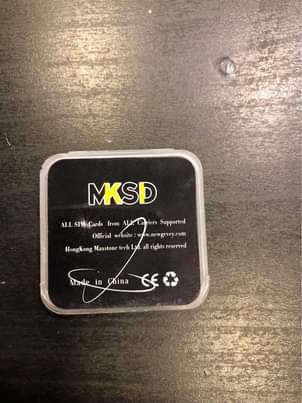 MKSD
ALL SIM Cards from ALL Carriers Supported
Official website : www.newgevey.com
HongKong Maxstone tech Ltd. all rights reserved
Made in China CE